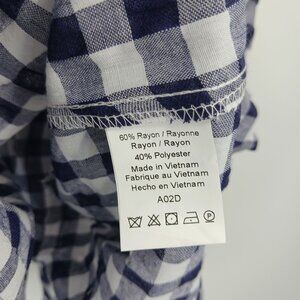 60% Rayon / Rayonne
Rayon / Rayon
40% Polyester
Made in Vietnam
Fabriqué au Vietnam
Hecho en Vietnam
A02D